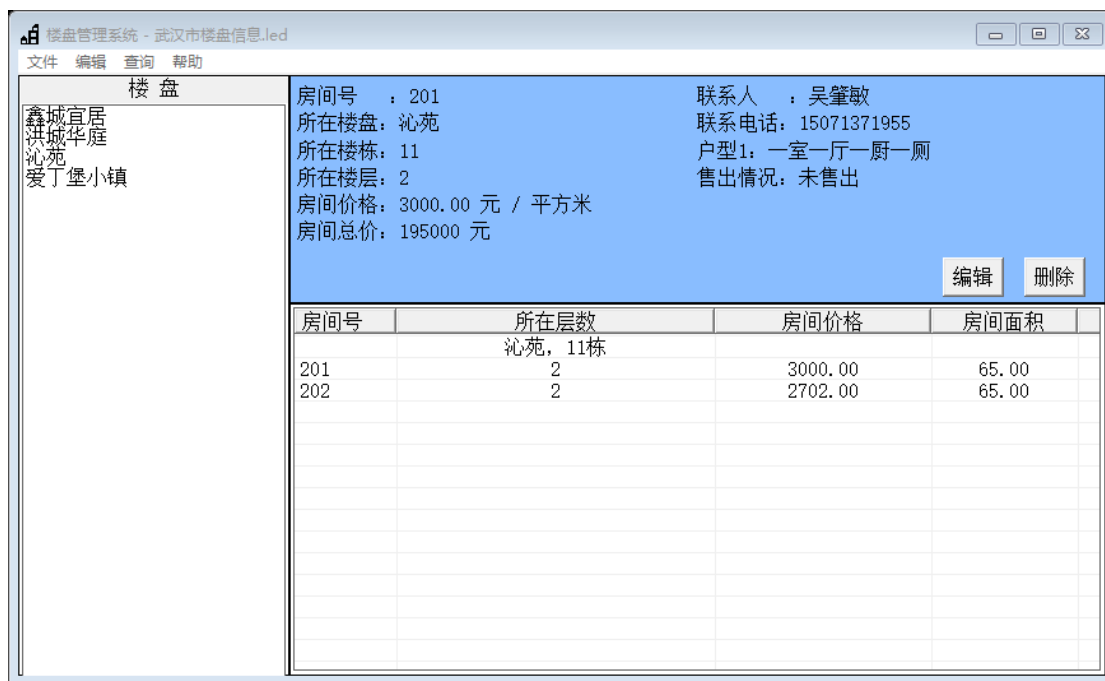 楼盘管理系统 - 武汉市楼盘信息.led
文件 编辑 查询 帮助
楼 盘
鑫城宜居
洪城华庭
沁苑
爱丁堡小镇
房间号 : 201
所在楼盘: 沁苑
所在楼栋: 11
所在楼层: 2
房间价格: 3000.00 元 / 平方米
房间总价: 195000 元
联系人 : 吴肇敏
联系电话: 15071371955
户型1: 一室一厅一厨一厕
售出情况: 未售出
编辑 删除
房间号 所在层数 房间价格 房间面积
沁苑, 11栋
201 2 3000.00 65.00
202 2 2702.00 65.00